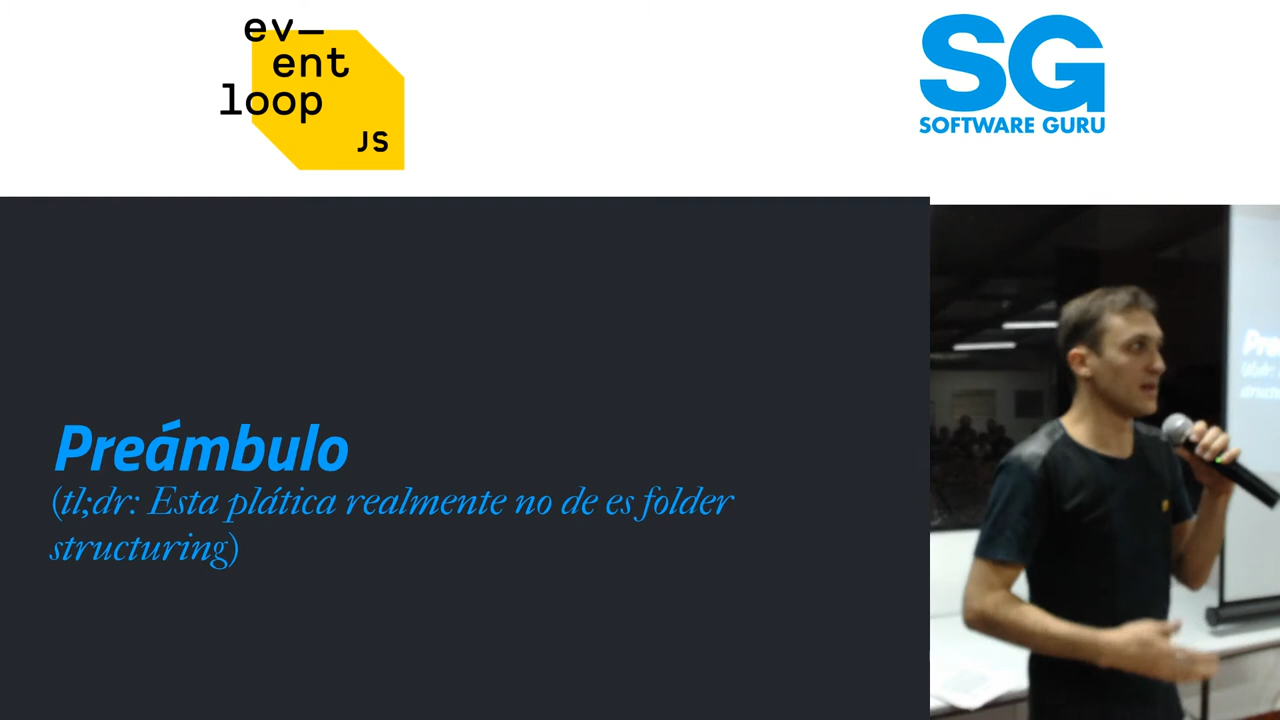 ev—
ent
loop
JS
SG
SOFTWARE GURU
Preámbulo
(tl;dr: Esta plática realmente no de es folder
structuring)